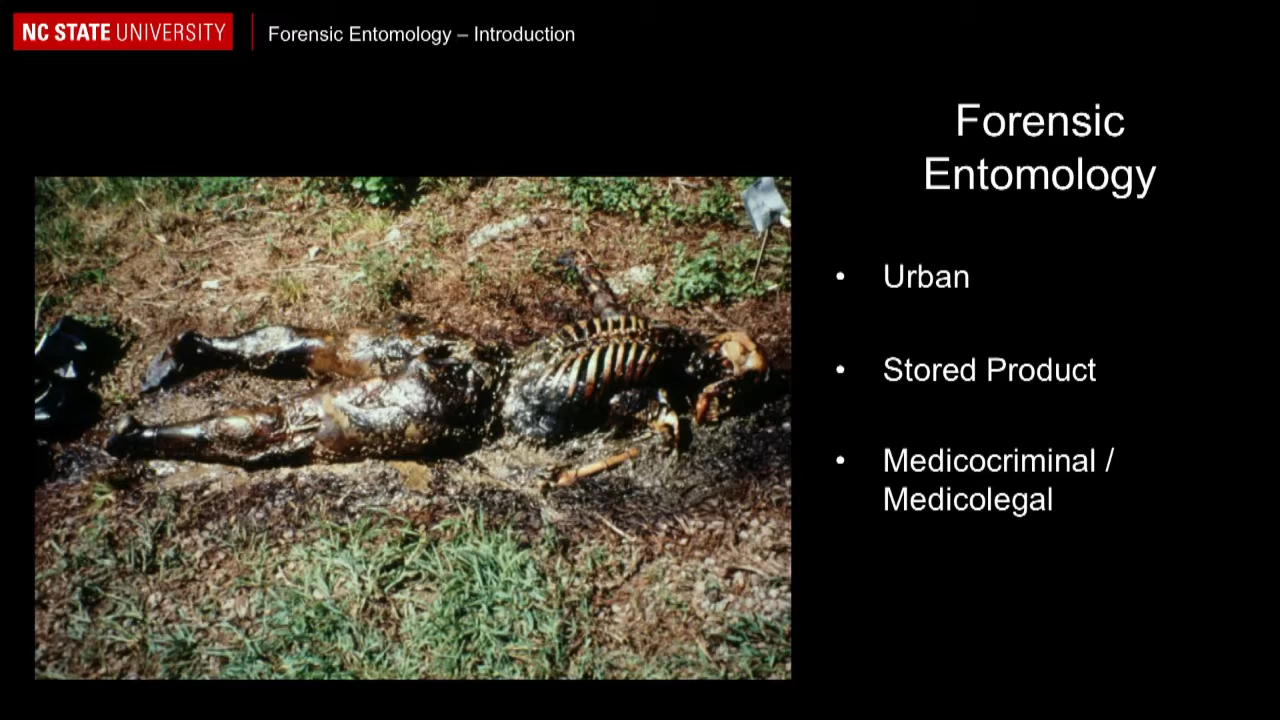 NC STATE UNIVERSITY
Forensic Entomology – Introduction
Forensic
Entomology
• Urban
• Stored Product
• Medicocriminal /
Medicolegal